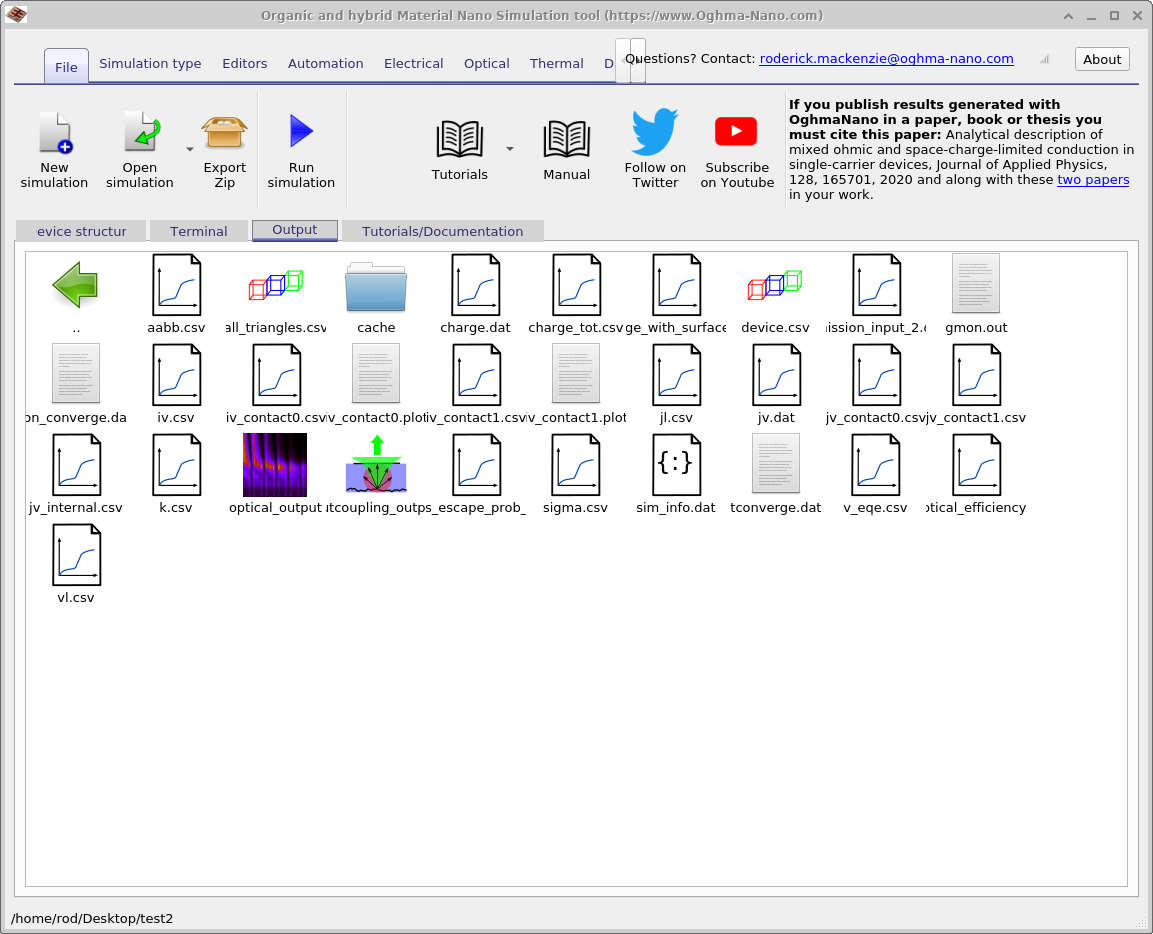 Organic and hybrid Material Nano Simulation tool (https://www.Oghma-Nano.com)
File Simulation type Editors Automation Electrical Optical Thermal D
Questions? Contact: roderick.mackenzie@oghma-nano.com
About
New simulation
Open simulation
Export Zip
Run simulation
Tutorials
Manual
Follow on Twitter
Subscribe on Youtube
If you publish results generated with
OghmaNano in a paper, book or thesis you
must cite this paper: Analytical description of
mixed ohmic and space-charge-limited conduction in
single-carrier devices, Journal of Applied Physics,
128, 165701, 2020 and along with these two papers
in your work.
evice structur Terminal Output Tutorials/Documentation
.. aabb.csv all_triangles.csv cache charge.dat charge_tot.csv ge_with_surface device.csv ission_input_2.c gmon.out
on_converge.da iv.csv iv_contact0.csv iv_contact0.plot iv_contact1.csv iv_contact1.plot jl.csv jv.dat jv_contact0.csv jv_contact1.csv
{:}
jv_internal.csv k.csv optical_output utcoupling_outp s_escape_prob_ sigma.csv sim_info.dat tconverge.dat v_eqe.csv otical_efficiency
vl.csv
/home/rod/Desktop/test2